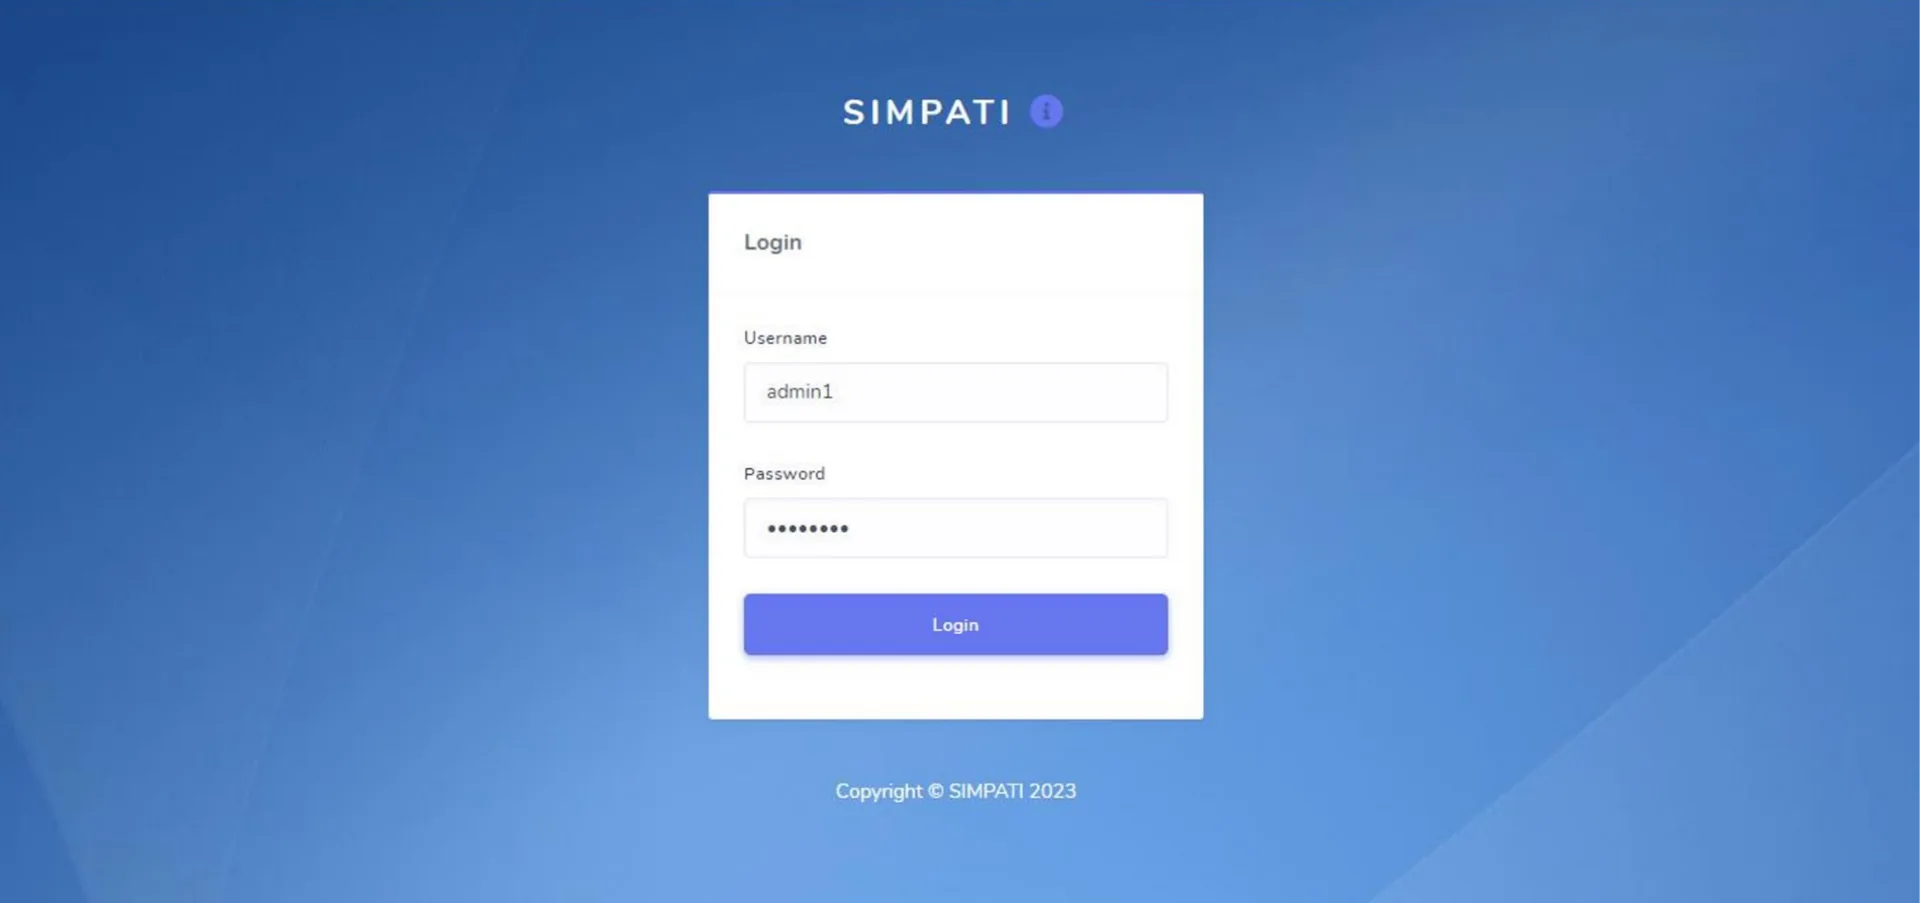 SIMPATI i
Login
Username
admin1
Password
••••••••
Login
Copyright © SIMPATI 2023